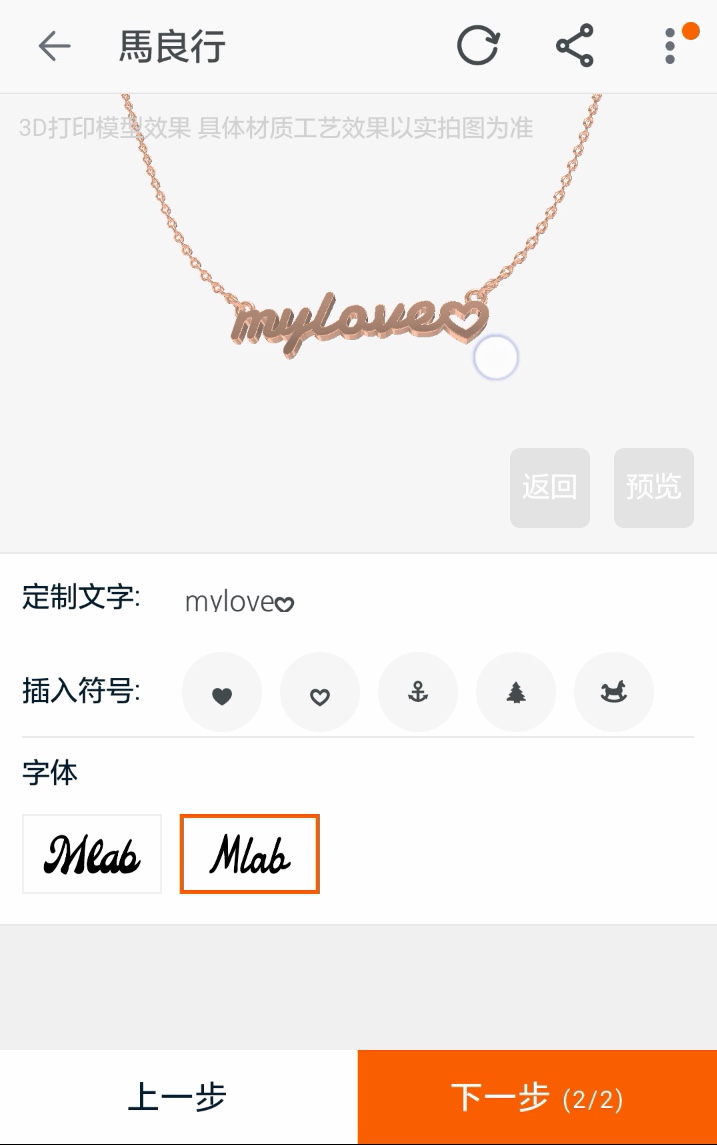 馬良行
3D打印模型效果 具体材质工艺效果以实拍图为准
mylove♡
返回 预览
定制文字: mylove♡
插入符号:
字体
Mlab Mlab
上一步 下一步 (2/2)